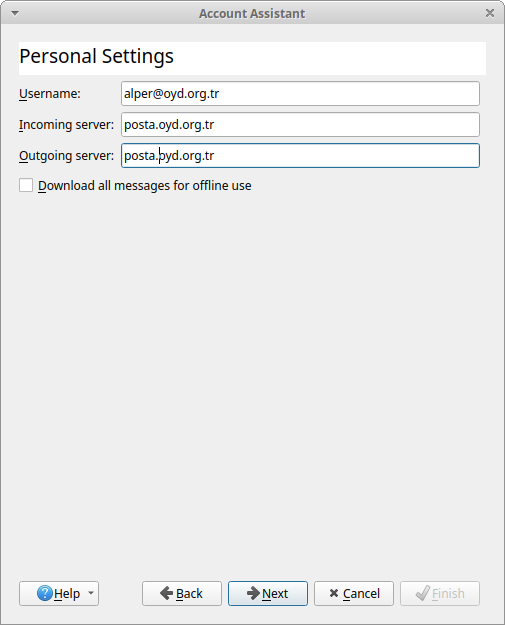 Account Assistant
Personal Settings
Username: alper@oyd.org.tr
Incoming server: posta.oyd.org.tr
Outgoing server: posta.oyd.org.tr
Download all messages for offline use
Help Back Next Cancel Finish